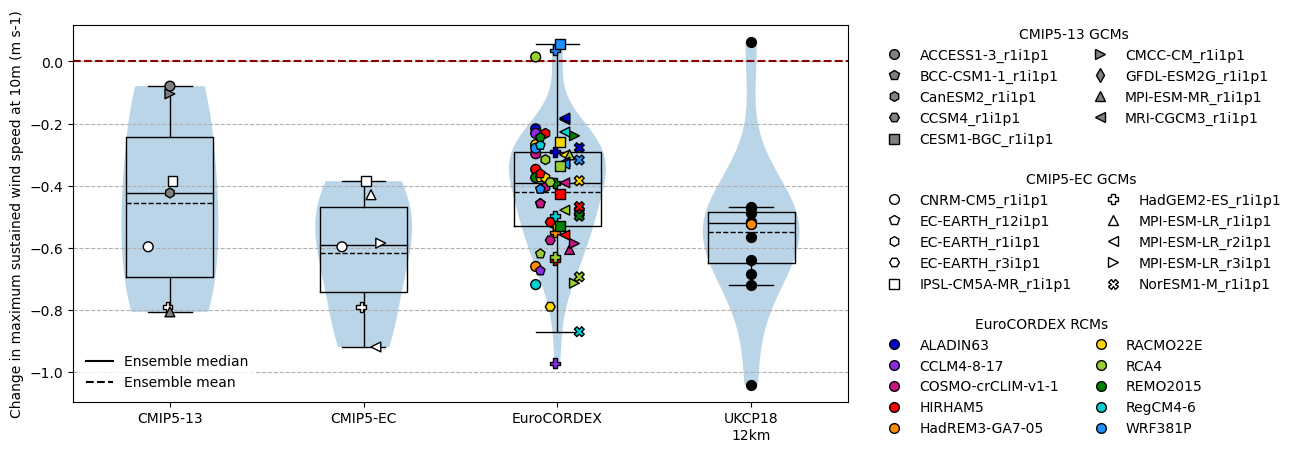 Change in maximum sustained wind speed at 10m (m s-1)
0.0
−0.2
−0.4
−0.6
−0.8
−1.0
Ensemble median
Ensemble mean
CMIP5-13
CMIP5-EC
EuroCORDEX
UKCP18
12km
CMIP5-13 GCMs
ACCESS1-3_r1i1p1
BCC-CSM1-1_r1i1p1
CanESM2_r1i1p1
CCSM4_r1i1p1
CESM1-BGC_r1i1p1
CMCC-CM_r1i1p1
GFDL-ESM2G_r1i1p1
MPI-ESM-MR_r1i1p1
MRI-CGCM3_r1i1p1
CMIP5-EC GCMs
CNRM-CM5_r1i1p1
EC-EARTH_r12i1p1
EC-EARTH_r1i1p1
EC-EARTH_r3i1p1
IPSL-CM5A-MR_r1i1p1
HadGEM2-ES_r1i1p1
MPI-ESM-LR_r1i1p1
MPI-ESM-LR_r2i1p1
MPI-ESM-LR_r3i1p1
NorESM1-M_r1i1p1
EuroCORDEX RCMs
ALADIN63
CCLM4-8-17
COSMO-crCLIM-v1-1
HIRHAM5
HadREM3-GA7-05
RACMO22E
RCA4
REMO2015
RegCM4-6
WRF381P